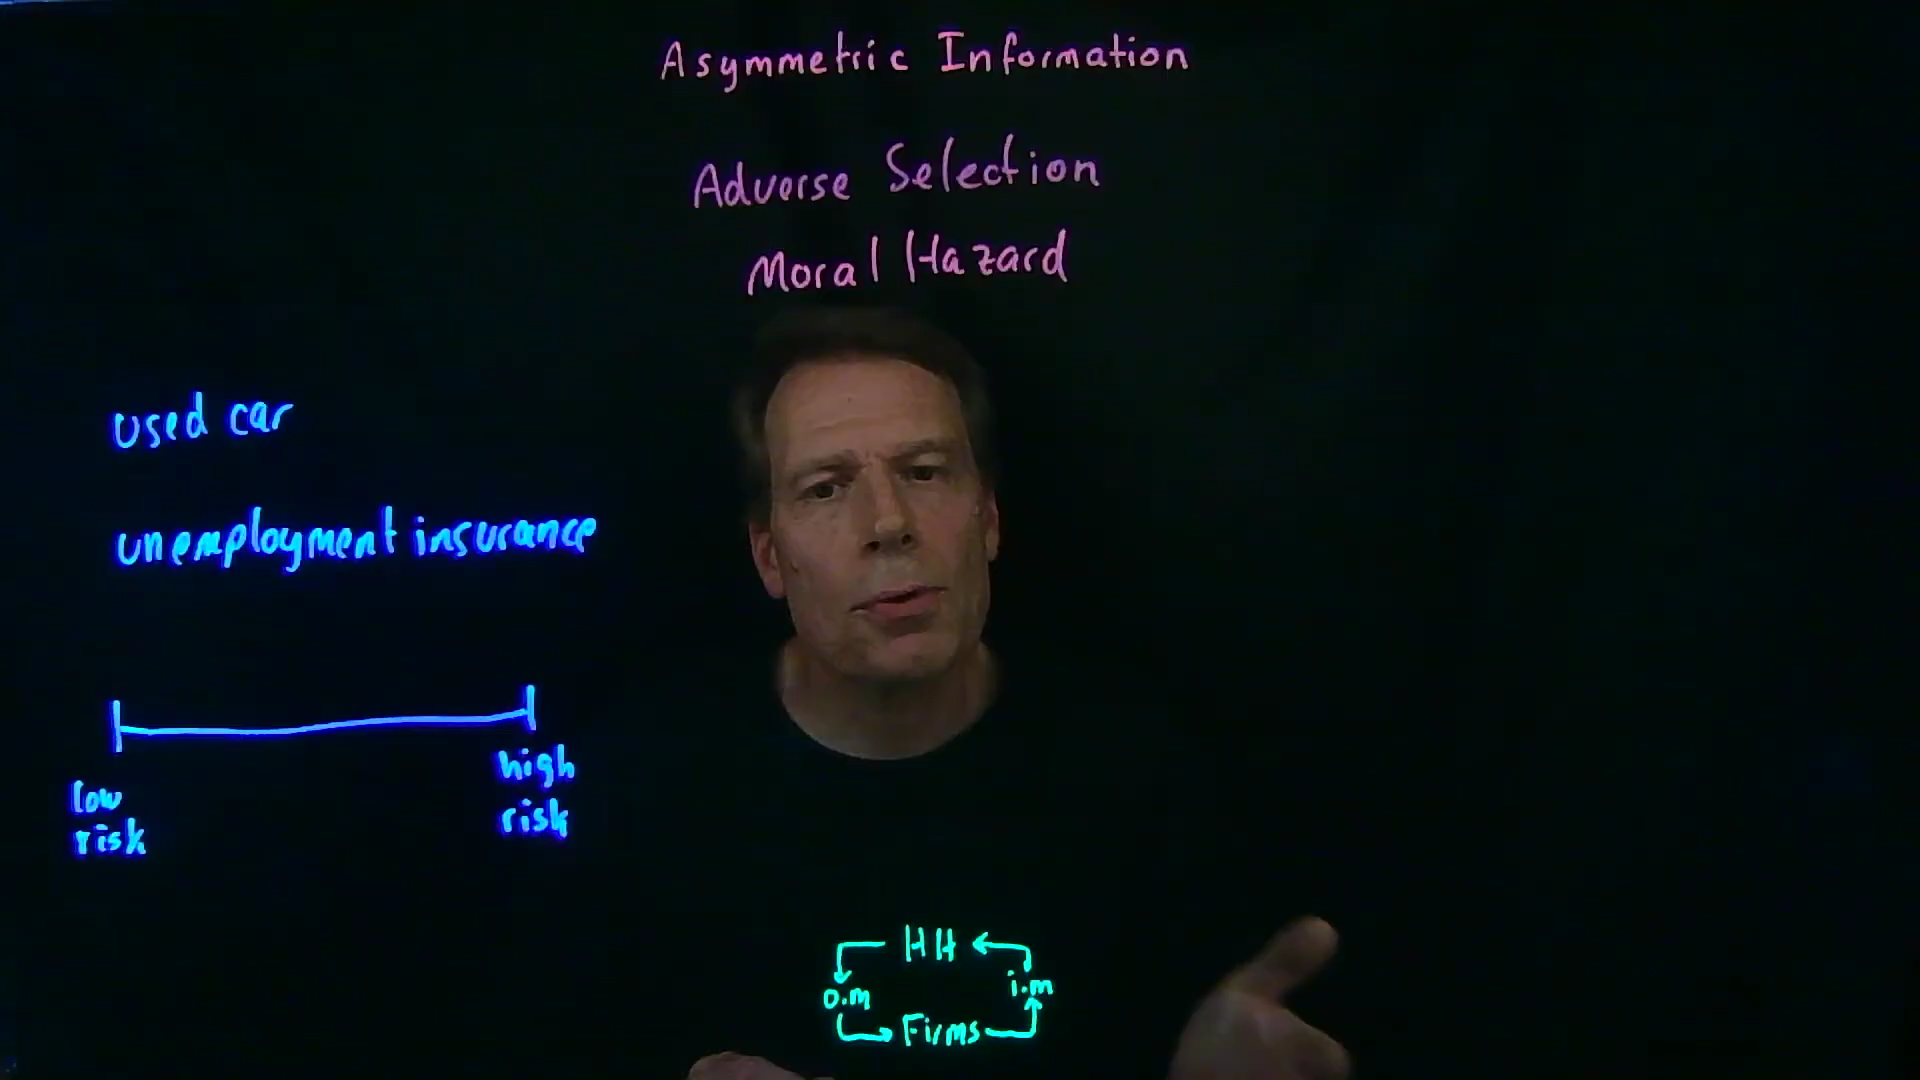 Asymmetric Information
Adverse Selection
Moral Hazard
used car
unemployment insurance
low
risk
high
risk
HH
o.m
i.m
Firms